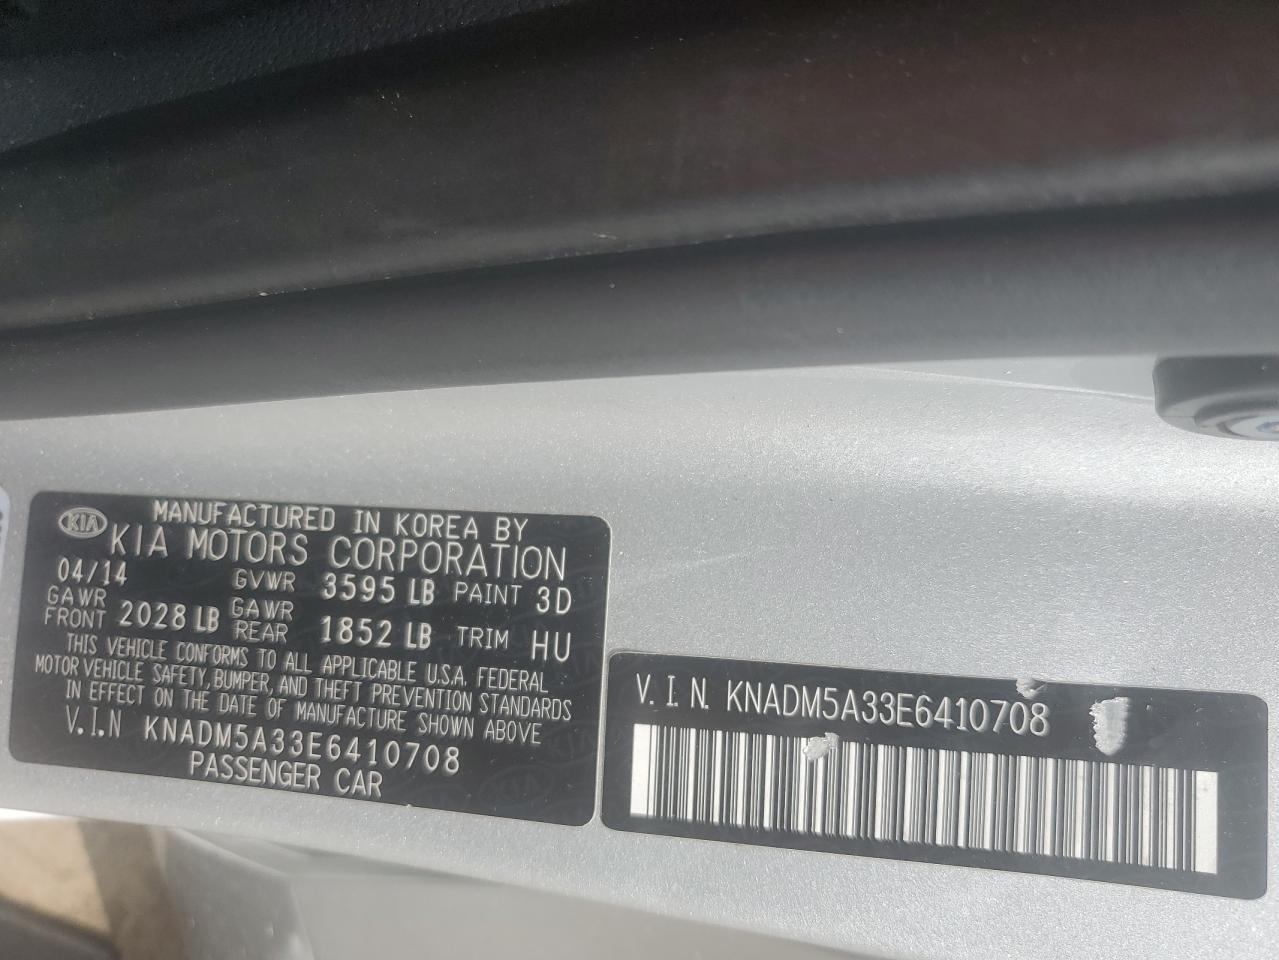 KIA
MANUFACTURED IN KOREA BY
KIA MOTORS CORPORATION
04/14 GVWR 3595 LB PAINT 3D
GAWR FRONT 2028 LB GAWR REAR 1852 LB TRIM HU
THIS VEHICLE CONFORMS TO ALL APPLICABLE U.S.A. FEDERAL
MOTOR VEHICLE SAFETY, BUMPER, AND THEFT PREVENTION STANDARDS
IN EFFECT ON THE DATE OF MANUFACTURE SHOWN ABOVE
V.I.N KNADM5A33E6410708
PASSENGER CAR
V.I.N. KNADM5A33E6410708